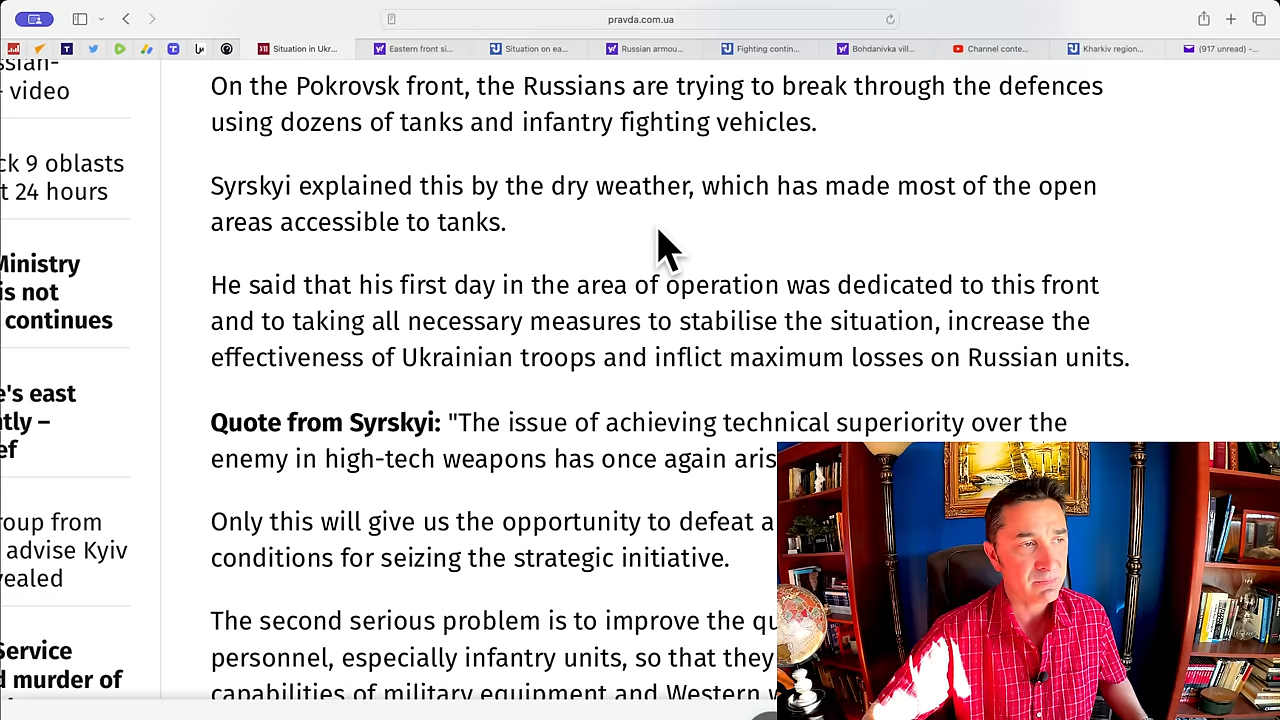 pravda.com.ua
Situation in Ukr...
Eastern front si...
Situation on ea...
Russian armou...
Fighting contin...
Bohdanivka vill...
Channel conte...
Kharkiv region...
(917 unread) -...
ssian-
- video
ck 9 oblasts
t 24 hours
Ministry
is not
continues
e's east
tly –
ef
roup from
advise Kyiv
vealed
Service
d murder of
On the Pokrovsk front, the Russians are trying to break through the defences
using dozens of tanks and infantry fighting vehicles.
Syrskyi explained this by the dry weather, which has made most of the open
areas accessible to tanks.
He said that his first day in the area of operation was dedicated to this front
and to taking all necessary measures to stabilise the situation, increase the
effectiveness of Ukrainian troops and inflict maximum losses on Russian units.
Quote from Syrskyi: "The issue of achieving technical superiority over the
enemy in high-tech weapons has once again aris
Only this will give us the opportunity to defeat a
conditions for seizing the strategic initiative.
The second serious problem is to improve the qu
personnel, especially infantry units, so that they
capabilities of military equipment and Western w